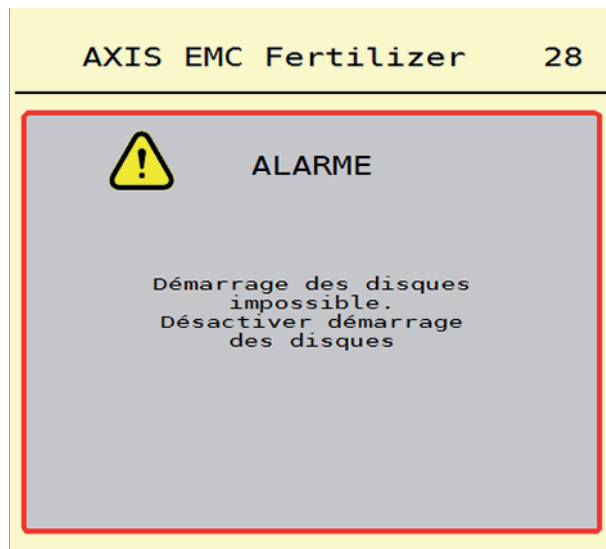 AXIS EMC Fertilizer 28
ALARME
Démarrage des disques
impossible.
Désactiver démarrage
des disques